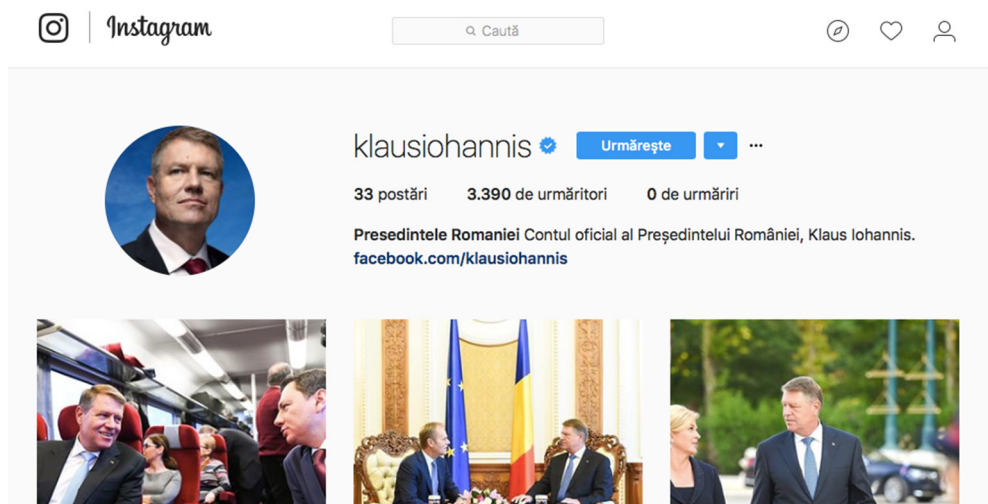 Instagram
Caută
klausiohannis Urmărește
33 postări 3.390 de urmăritori 0 de urmăriri
Presedintele Romaniei Contul oficial al Președintelui României, Klaus Iohannis.
facebook.com/klausiohannis